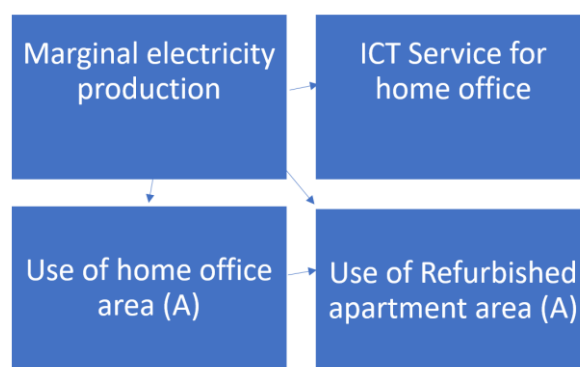 Marginal electricity
production
ICT Service for
home office
Use of home office
area (A)
Use of Refurbished
apartment area (A)